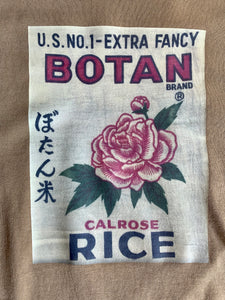 U.S. NO.1-EXTRA FANCY
BOTAN
BRAND
®
ぼたん米
CALROSE
RICE